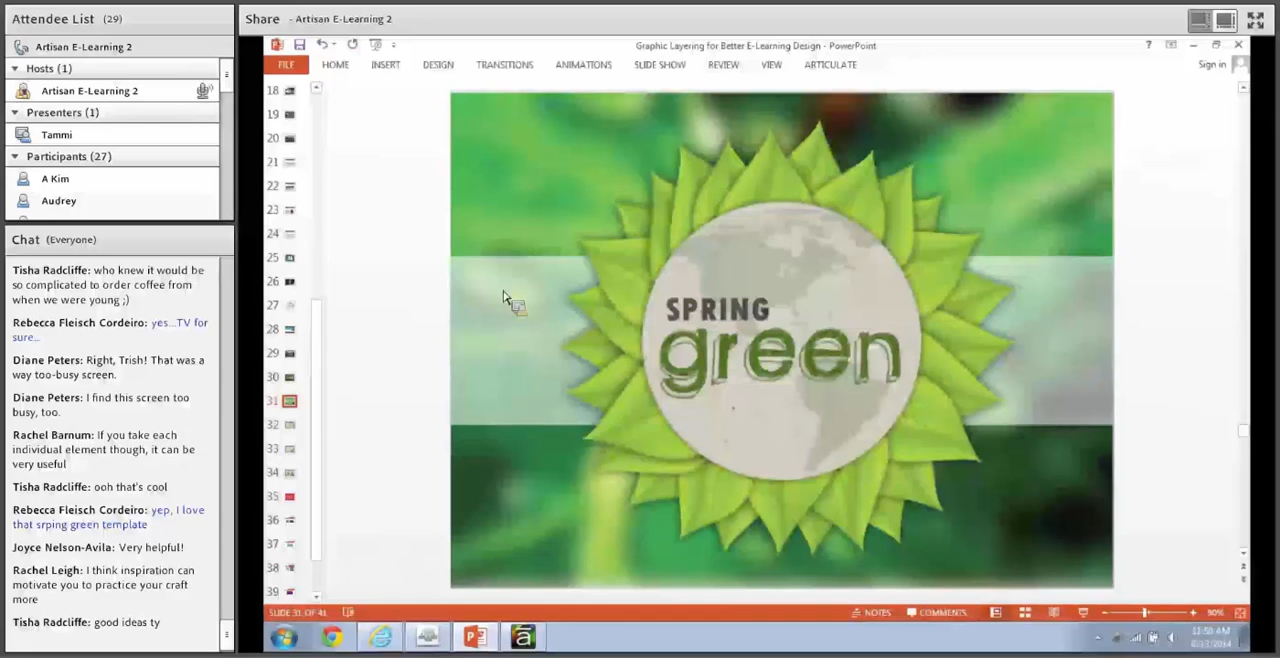 Attendee List (29)
Artisan E-Learning 2
Hosts (1)
Artisan E-Learning 2
Presenters (1)
Tammi
Participants (27)
A Kim
Audrey
Chat (Everyone)
Tisha Radcliffe: who knew it would be
so complicated to order coffee from
when we were young ;)
Rebecca Fleisch Cordeiro: yes...TV for
sure...
Diane Peters: Right, Trish! That was a
way too-busy screen.
Diane Peters: I find this screen too
busy, too.
Rachel Barnum: If you take each
individual element though, it can be
very useful
Tisha Radcliffe: ooh that's cool
Rebecca Fleisch Cordeiro: yep, I love
that srping green template
Joyce Nelson-Avila: Very helpful!
Rachel Leigh: I think inspiration can
motivate you to practice your craft
more
Tisha Radcliffe: good ideas ty
Share - Artisan E-Learning 2
Graphic Layering for Better E-Learning Design - PowerPoint
FILE HOME INSERT DESIGN TRANSITIONS ANIMATIONS SLIDE SHOW REVIEW VIEW ARTICULATE Sign in
18
19
20
21
22
23
24
25
26
27
28
29
30
31
32
33
34
35
36
37
38
39
SPRING
green
SLIDE 31 OF 41 NOTES COMMENTS 90%